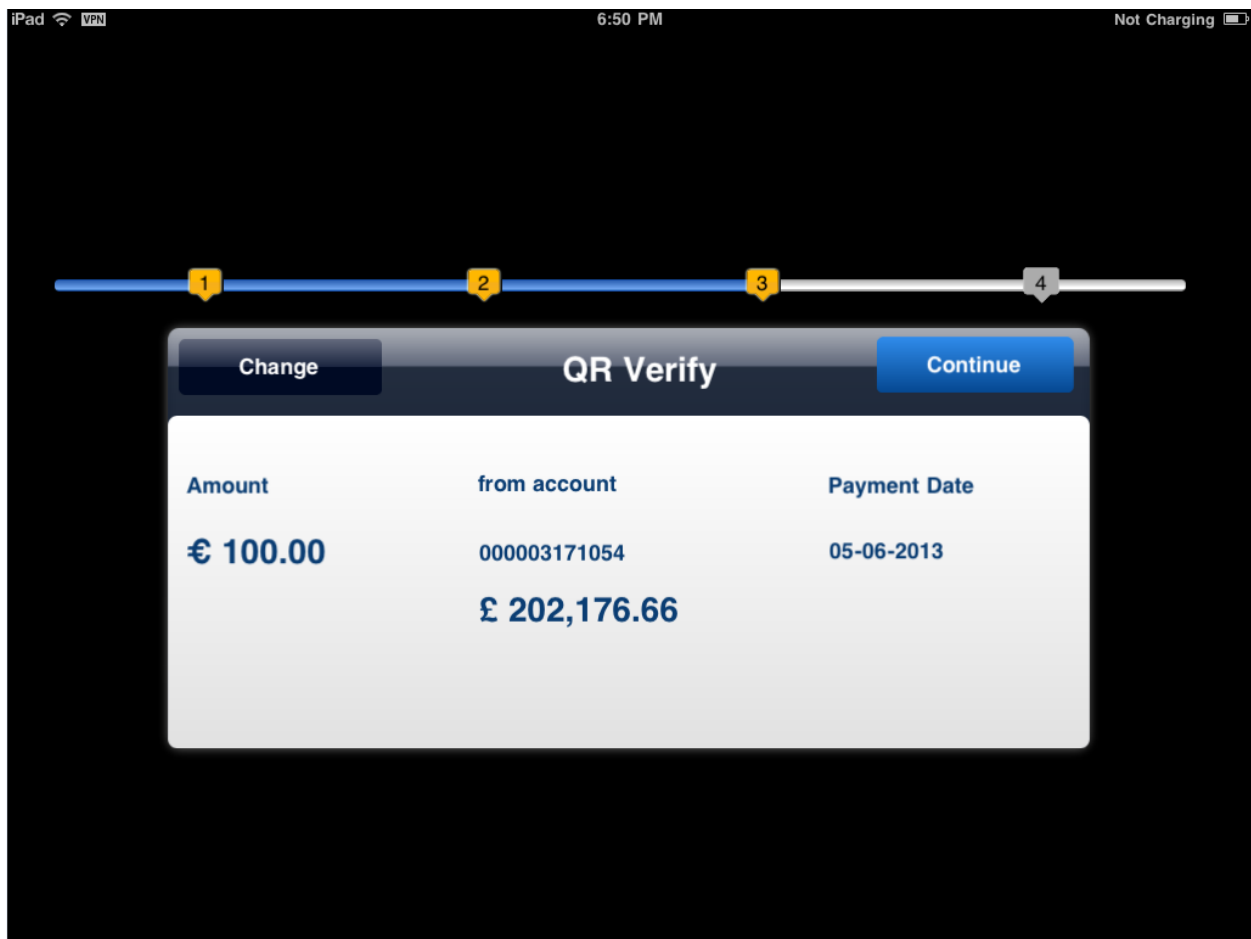 iPad VPN 6:50 PM Not Charging
1 2 3 4
Change QR Verify Continue
Amount from account Payment Date
€ 100.00 000003171054 05-06-2013
£ 202,176.66